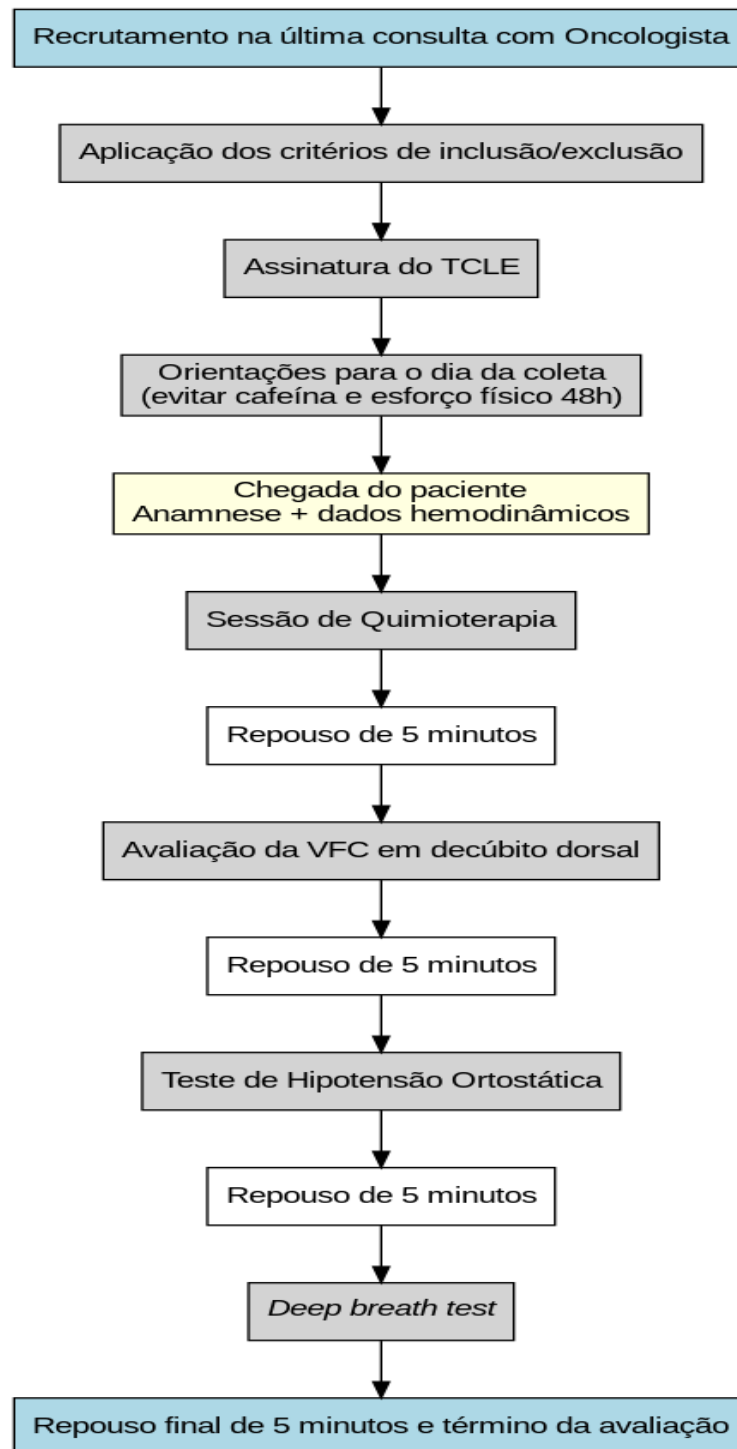 Recrutamento na última consulta com Oncologista
Aplicação dos critérios de inclusão/exclusão
Assinatura do TCLE
Orientações para o dia da coleta
(evitar cafeína e esforço físico 48h)
Chegada do paciente
Anamnese + dados hemodinâmicos
Sessão de Quimioterapia
Repouso de 5 minutos
Avaliação da VFC em decúbito dorsal
Repouso de 5 minutos
Teste de Hipotensão Ortostática
Repouso de 5 minutos
Deep breath test
Repouso final de 5 minutos e término da avaliação